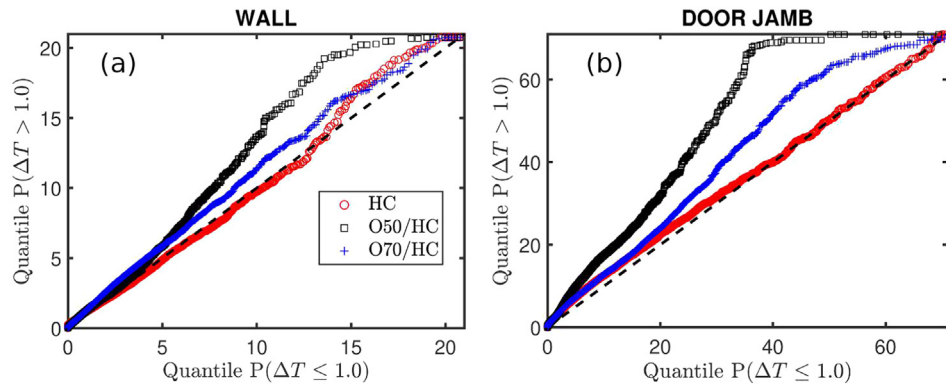 WALL
(a)
Quantile P(ΔT > 1.0)
20
15
10
5
0
0 5 10 15 20
Quantile P(ΔT ≤ 1.0)
HC
O50/HC
O70/HC
DOOR JAMB
(b)
Quantile P(ΔT > 1.0)
60
40
20
0
0 20 40 60
Quantile P(ΔT ≤ 1.0)